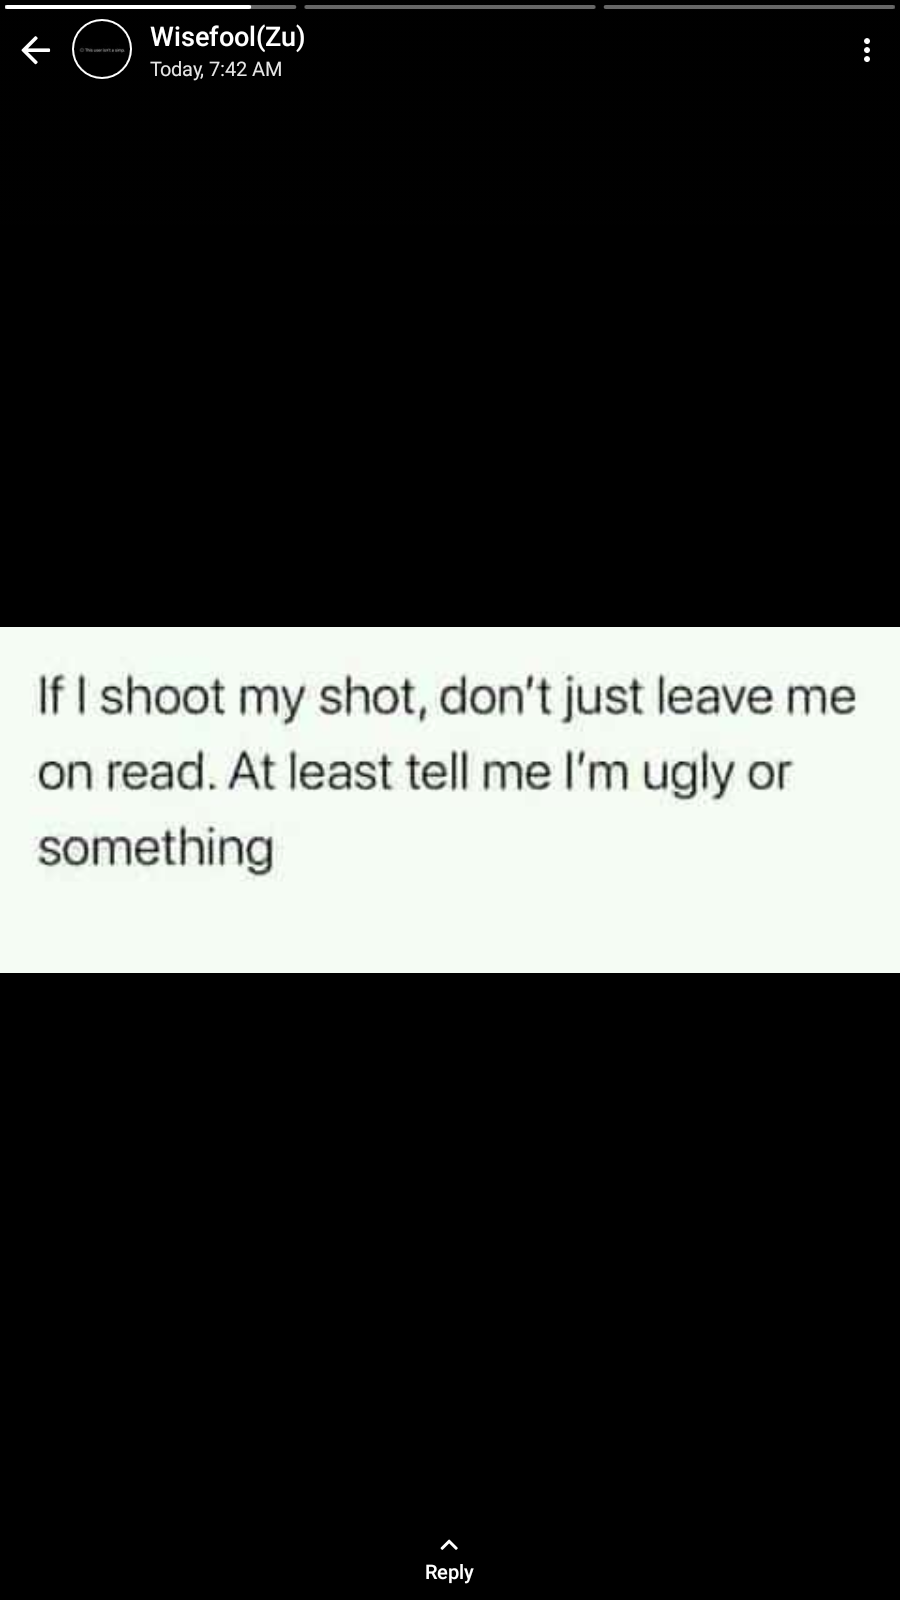 Wisefool(Zu)
Today, 7:42 AM
If I shoot my shot, don't just leave me
on read. At least tell me I'm ugly or
something
Reply